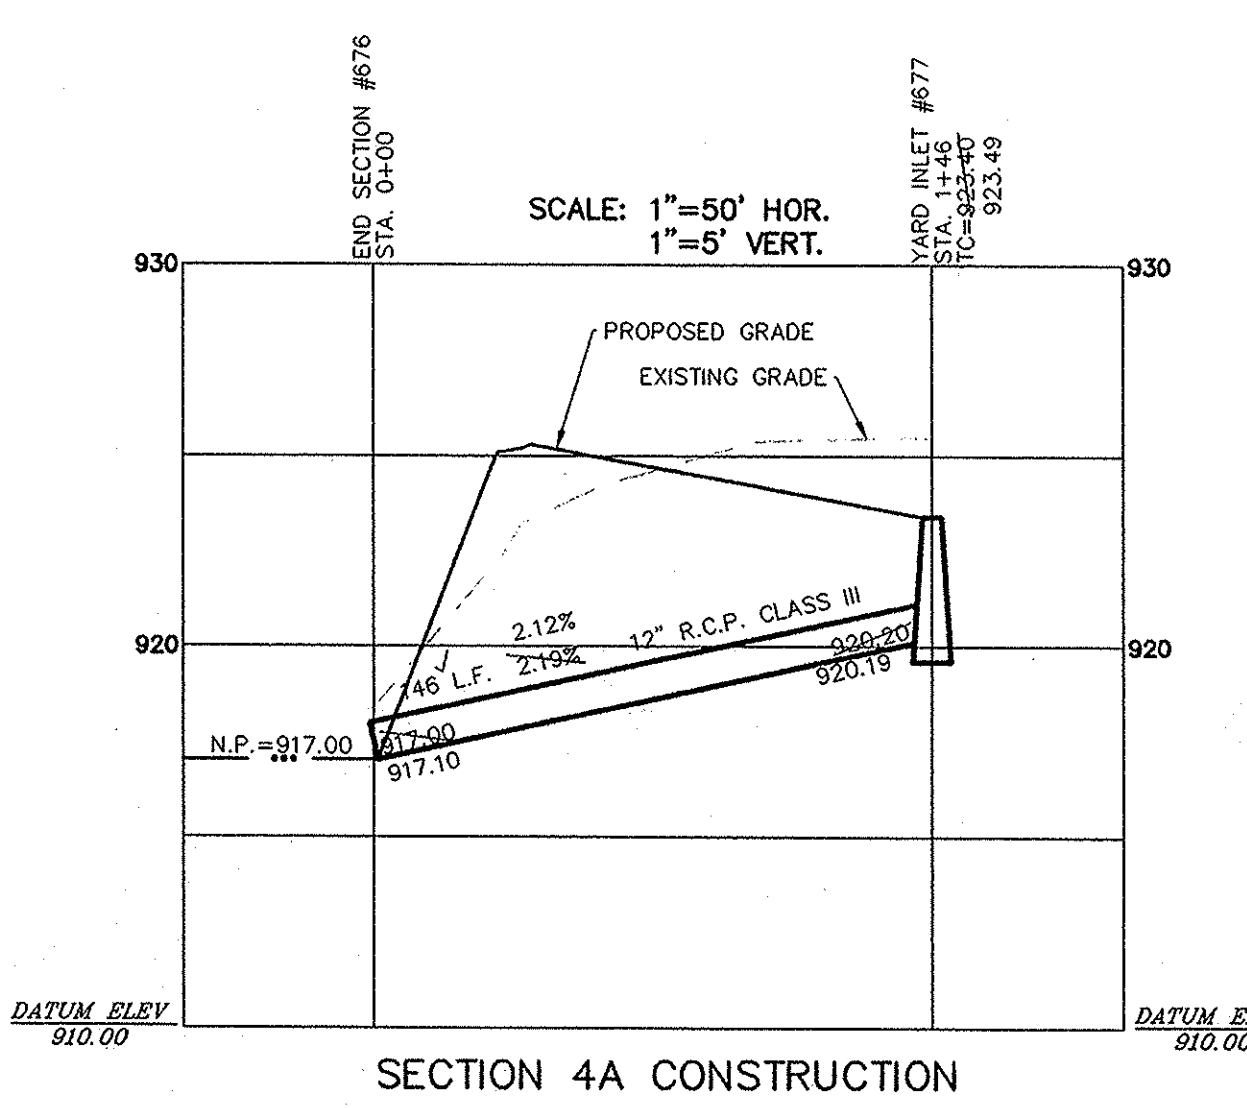 END SECTION #676
STA. 0+00
YARD INLET #677
STA. 1+46
TC=923.40
923.49
SCALE: 1"=50' HOR.
1"=5' VERT.
930
930
PROPOSED GRADE
EXISTING GRADE
920
920
146 L.F.
2.12%
2.19%
12" R.C.P. CLASS III
920.20
920.19
N.P.=917.00
917.00
917.10
DATUM ELEV
910.00
DATUM E
910.00
SECTION 4A CONSTRUCTION